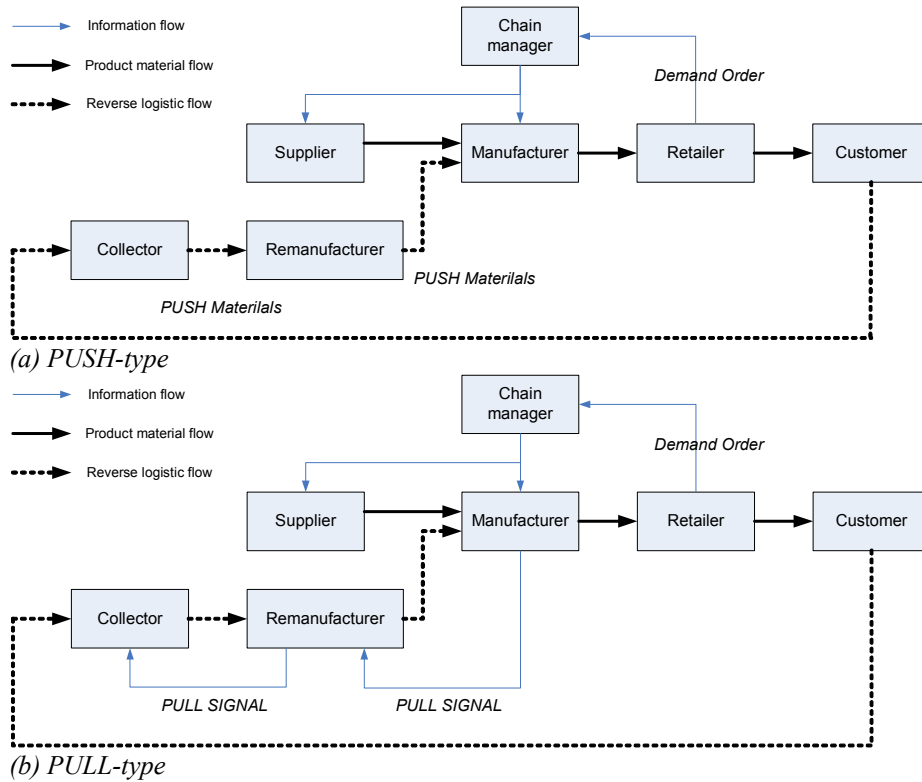 Information flow
Product material flow
Reverse logistic flow
Chain
manager
Demand Order
Supplier
Manufacturer
Retailer
Customer
Collector
Remanufacturer
PUSH Materilals
PUSH Materilals
(a) PUSH-type
Information flow
Product material flow
Reverse logistic flow
Chain
manager
Demand Order
Supplier
Manufacturer
Retailer
Customer
Collector
Remanufacturer
PULL SIGNAL
PULL SIGNAL
(b) PULL-type